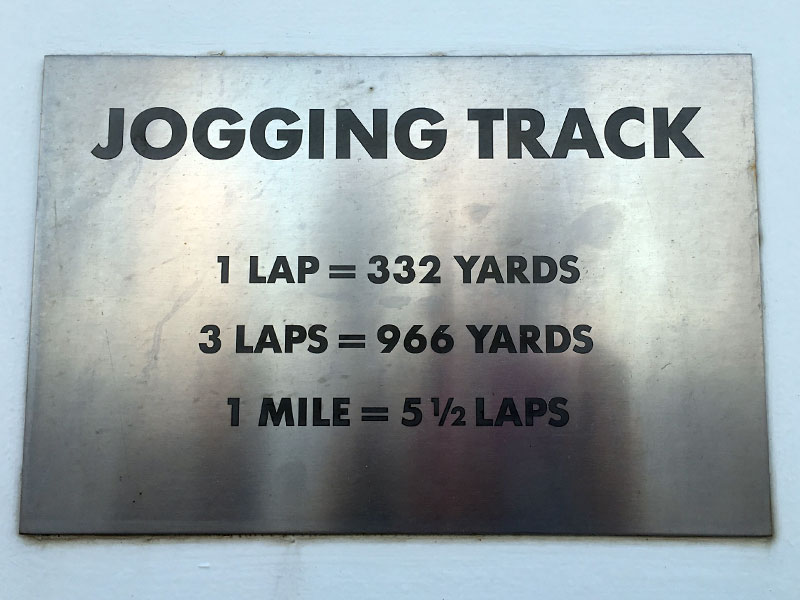 JOGGING TRACK
1 LAP = 332 YARDS
3 LAPS = 966 YARDS
1 MILE = 5 1/2 LAPS